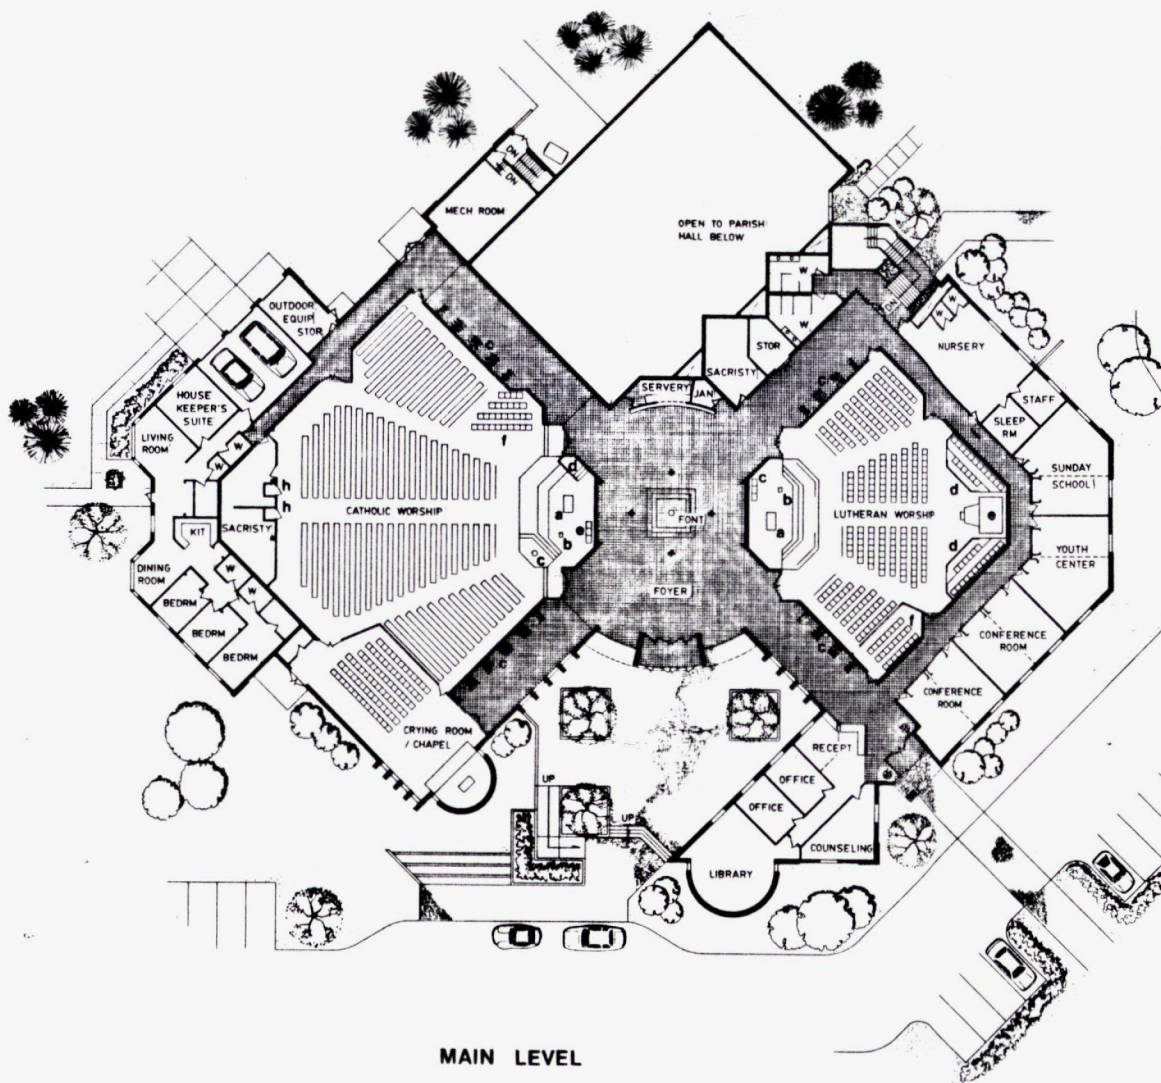 DN
DN
MECH ROOM
OPEN TO PARISH
HALL BELOW
W
W
DN
OUTDOOR
EQUIP
STOR
W
W
NURSERY
STOR
SACRISTY
SERVERY
JAN
STAFF
SLEEP
RM
HOUSE
KEEPER'S
SUITE
LIVING
ROOM
W
W
f
c
c
SUNDAY
SCHOOL
h
h
CATHOLIC WORSHIP
SACRISTY
KIT
d
a
e
b
c
FONT
c
b
a
LUTHERAN WORSHIP
d
e
d
YOUTH
CENTER
DINING
ROOM
W
W
BEDRM
BEDRM
BEDRM
FOYER
c
c
f
CONFERENCE
ROOM
CONFERENCE
ROOM
CRYING ROOM
/ CHAPEL
RECEPT
OFFICE
OFFICE
UP
UP
COUNSELING
LIBRARY
MAIN LEVEL